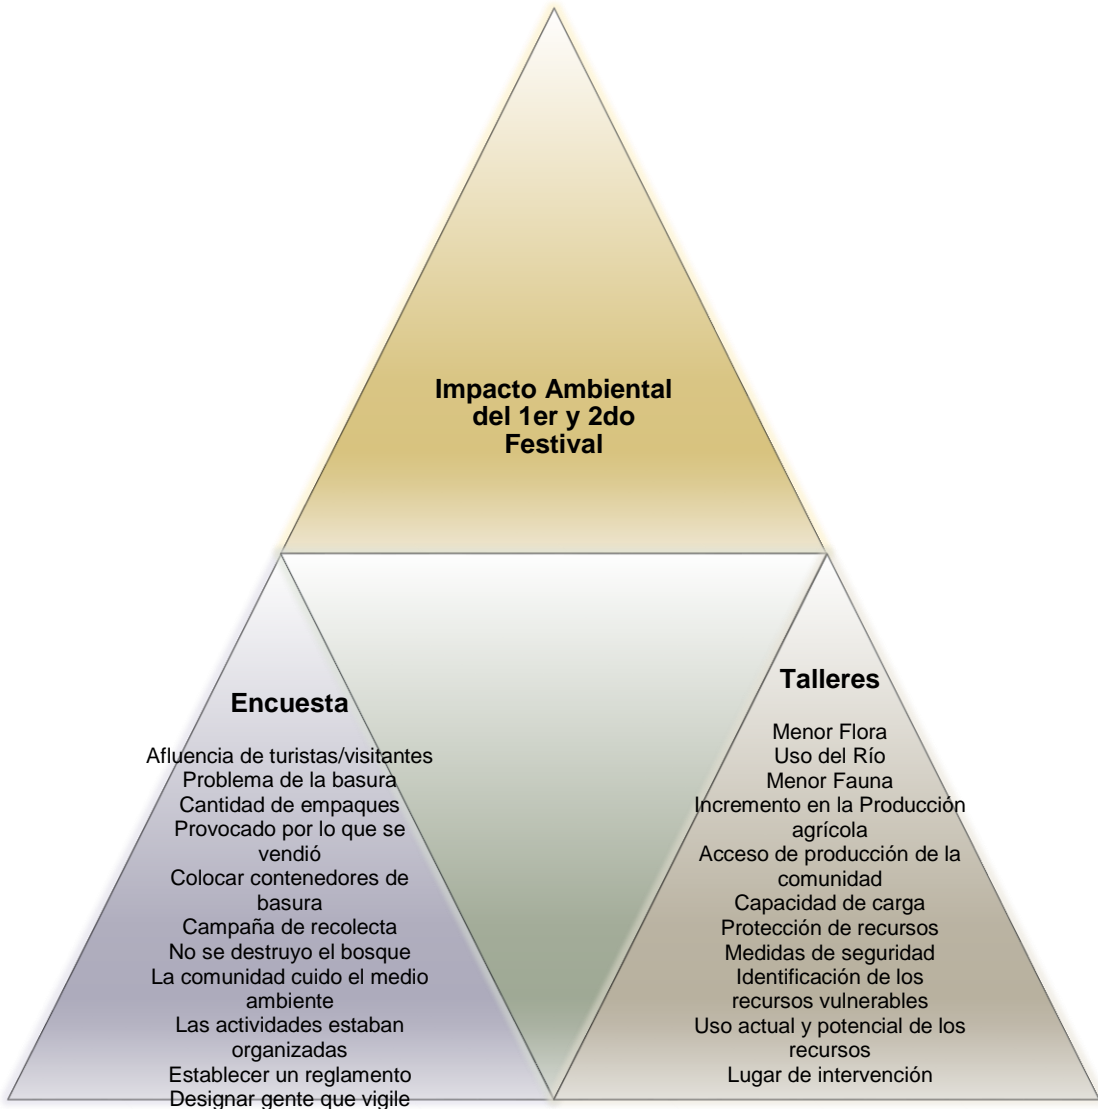 Impacto Ambiental
del 1er y 2do
Festival
Encuesta
Afluencia de turistas/visitantes
Problema de la basura
Cantidad de empaques
Provocado por lo que se
vendió
Colocar contenedores de
basura
Campaña de recolecta
No se destruyo el bosque
La comunidad cuido el medio
ambiente
Las actividades estaban
organizadas
Establecer un reglamento
Designar gente que vigile
Talleres
Menor Flora
Uso del Río
Menor Fauna
Incremento en la Producción
agrícola
Acceso de producción de la
comunidad
Capacidad de carga
Protección de recursos
Medidas de seguridad
Identificación de los
recursos vulnerables
Uso actual y potencial de los
recursos
Lugar de intervención